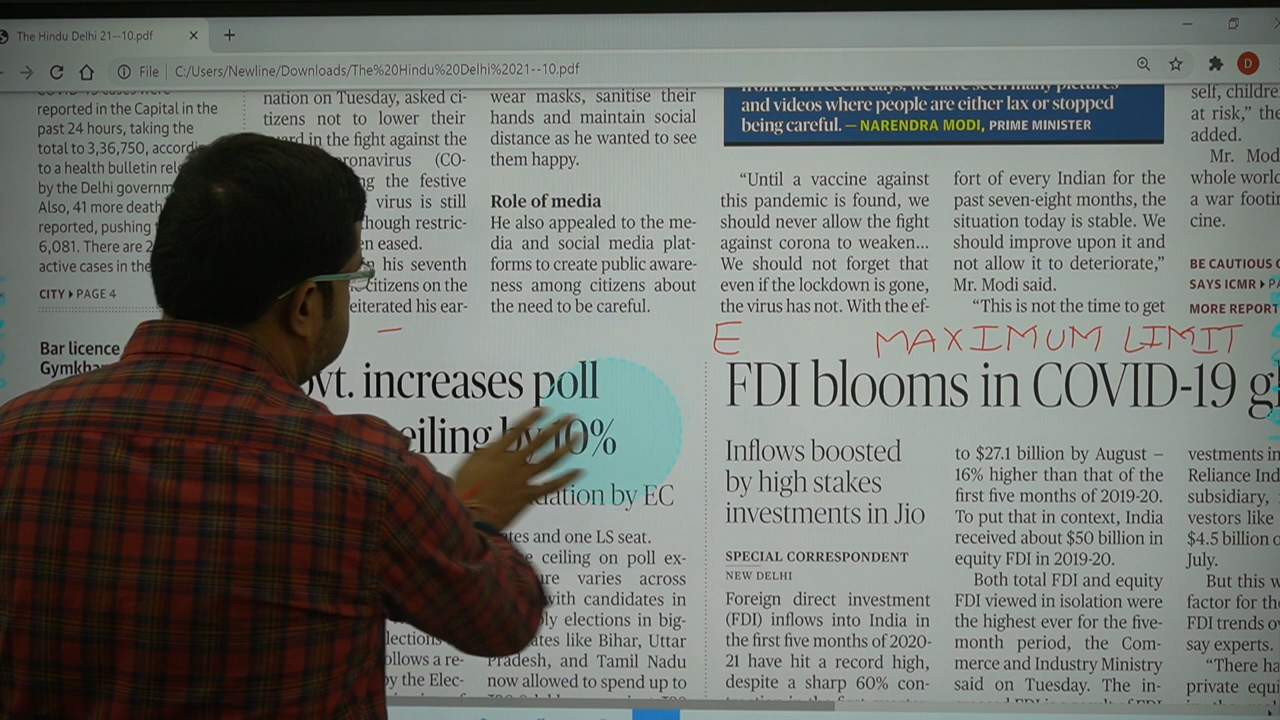 The Hindu Delhi 21--10.pdf
File
C:/Users/Newline/Downloads/The%20Hindu%20Delhi%2021--10.pdf
D
reported in the Capital in the
past 24 hours, taking the
total to 3,36,750,
to a health bulletin
by the Delhi
Also, 41 more
reported, pushing
6,081. There are
active cases in the
CITY PAGE 4
Bar licence
nation on Tuesday, asked ci-
tizens not to lower their
in the fight against the
(CO-
the festive
virus is still
restric-
eased.
his seventh
citizens on the
his ear-
wear masks, sanitise their
hands and maintain social
distance as he wanted to see
them happy.
Role of media
He also appealed to the me-
dia and social media plat-
forms to create public aware-
ness among citizens about
the need to be careful.
and videos where people are either lax or stopped
being careful. — NARENDRA MODI, PRIME MINISTER
“Until a vaccine against
this pandemic is found, we
should never allow the fight
against corona to weaken...
We should not forget that
even if the lockdown is gone,
the virus has not. With the ef-
fort of every Indian for the
past seven-eight months, the
situation today is stable. We
should improve upon it and
not allow it to deteriorate,”
Mr. Modi said.
“This is not the time to get
self,
at risk,” the
added.
Mr.
whole world
a war
cine.
BE CAUTIOUS
SAYS ICMR
MORE
E MAXIMUM LIMIT
increases poll
by 10%
by EC
and one LS seat.
ceiling on poll ex-
varies across
with candidates in
elections in big-
like Bihar, Uttar
Pradesh, and Tamil Nadu
now allowed to spend up to
a re-
by the Elec-
FDI blooms in COVID-19
Inflows boosted
by high stakes
investments in Jio
SPECIAL CORRESPONDENT
NEW DELHI
Foreign direct investment
(FDI) inflows into India in
the first five months of 2020-
21 have hit a record high,
despite a sharp 60% con-
to $27.1 billion by August –
16% higher than that of the
first five months of 2019-20.
To put that in context, India
received about $50 billion in
equity FDI in 2019-20.
Both total FDI and equity
FDI viewed in isolation were
the highest ever for the five-
month period, the Com-
merce and Industry Ministry
said on Tuesday. The in-
vestments in
Reliance
subsidiary,
vestors like
$4.5 billion
July.
But this
factor for the
FDI trends
say experts.
“There
private